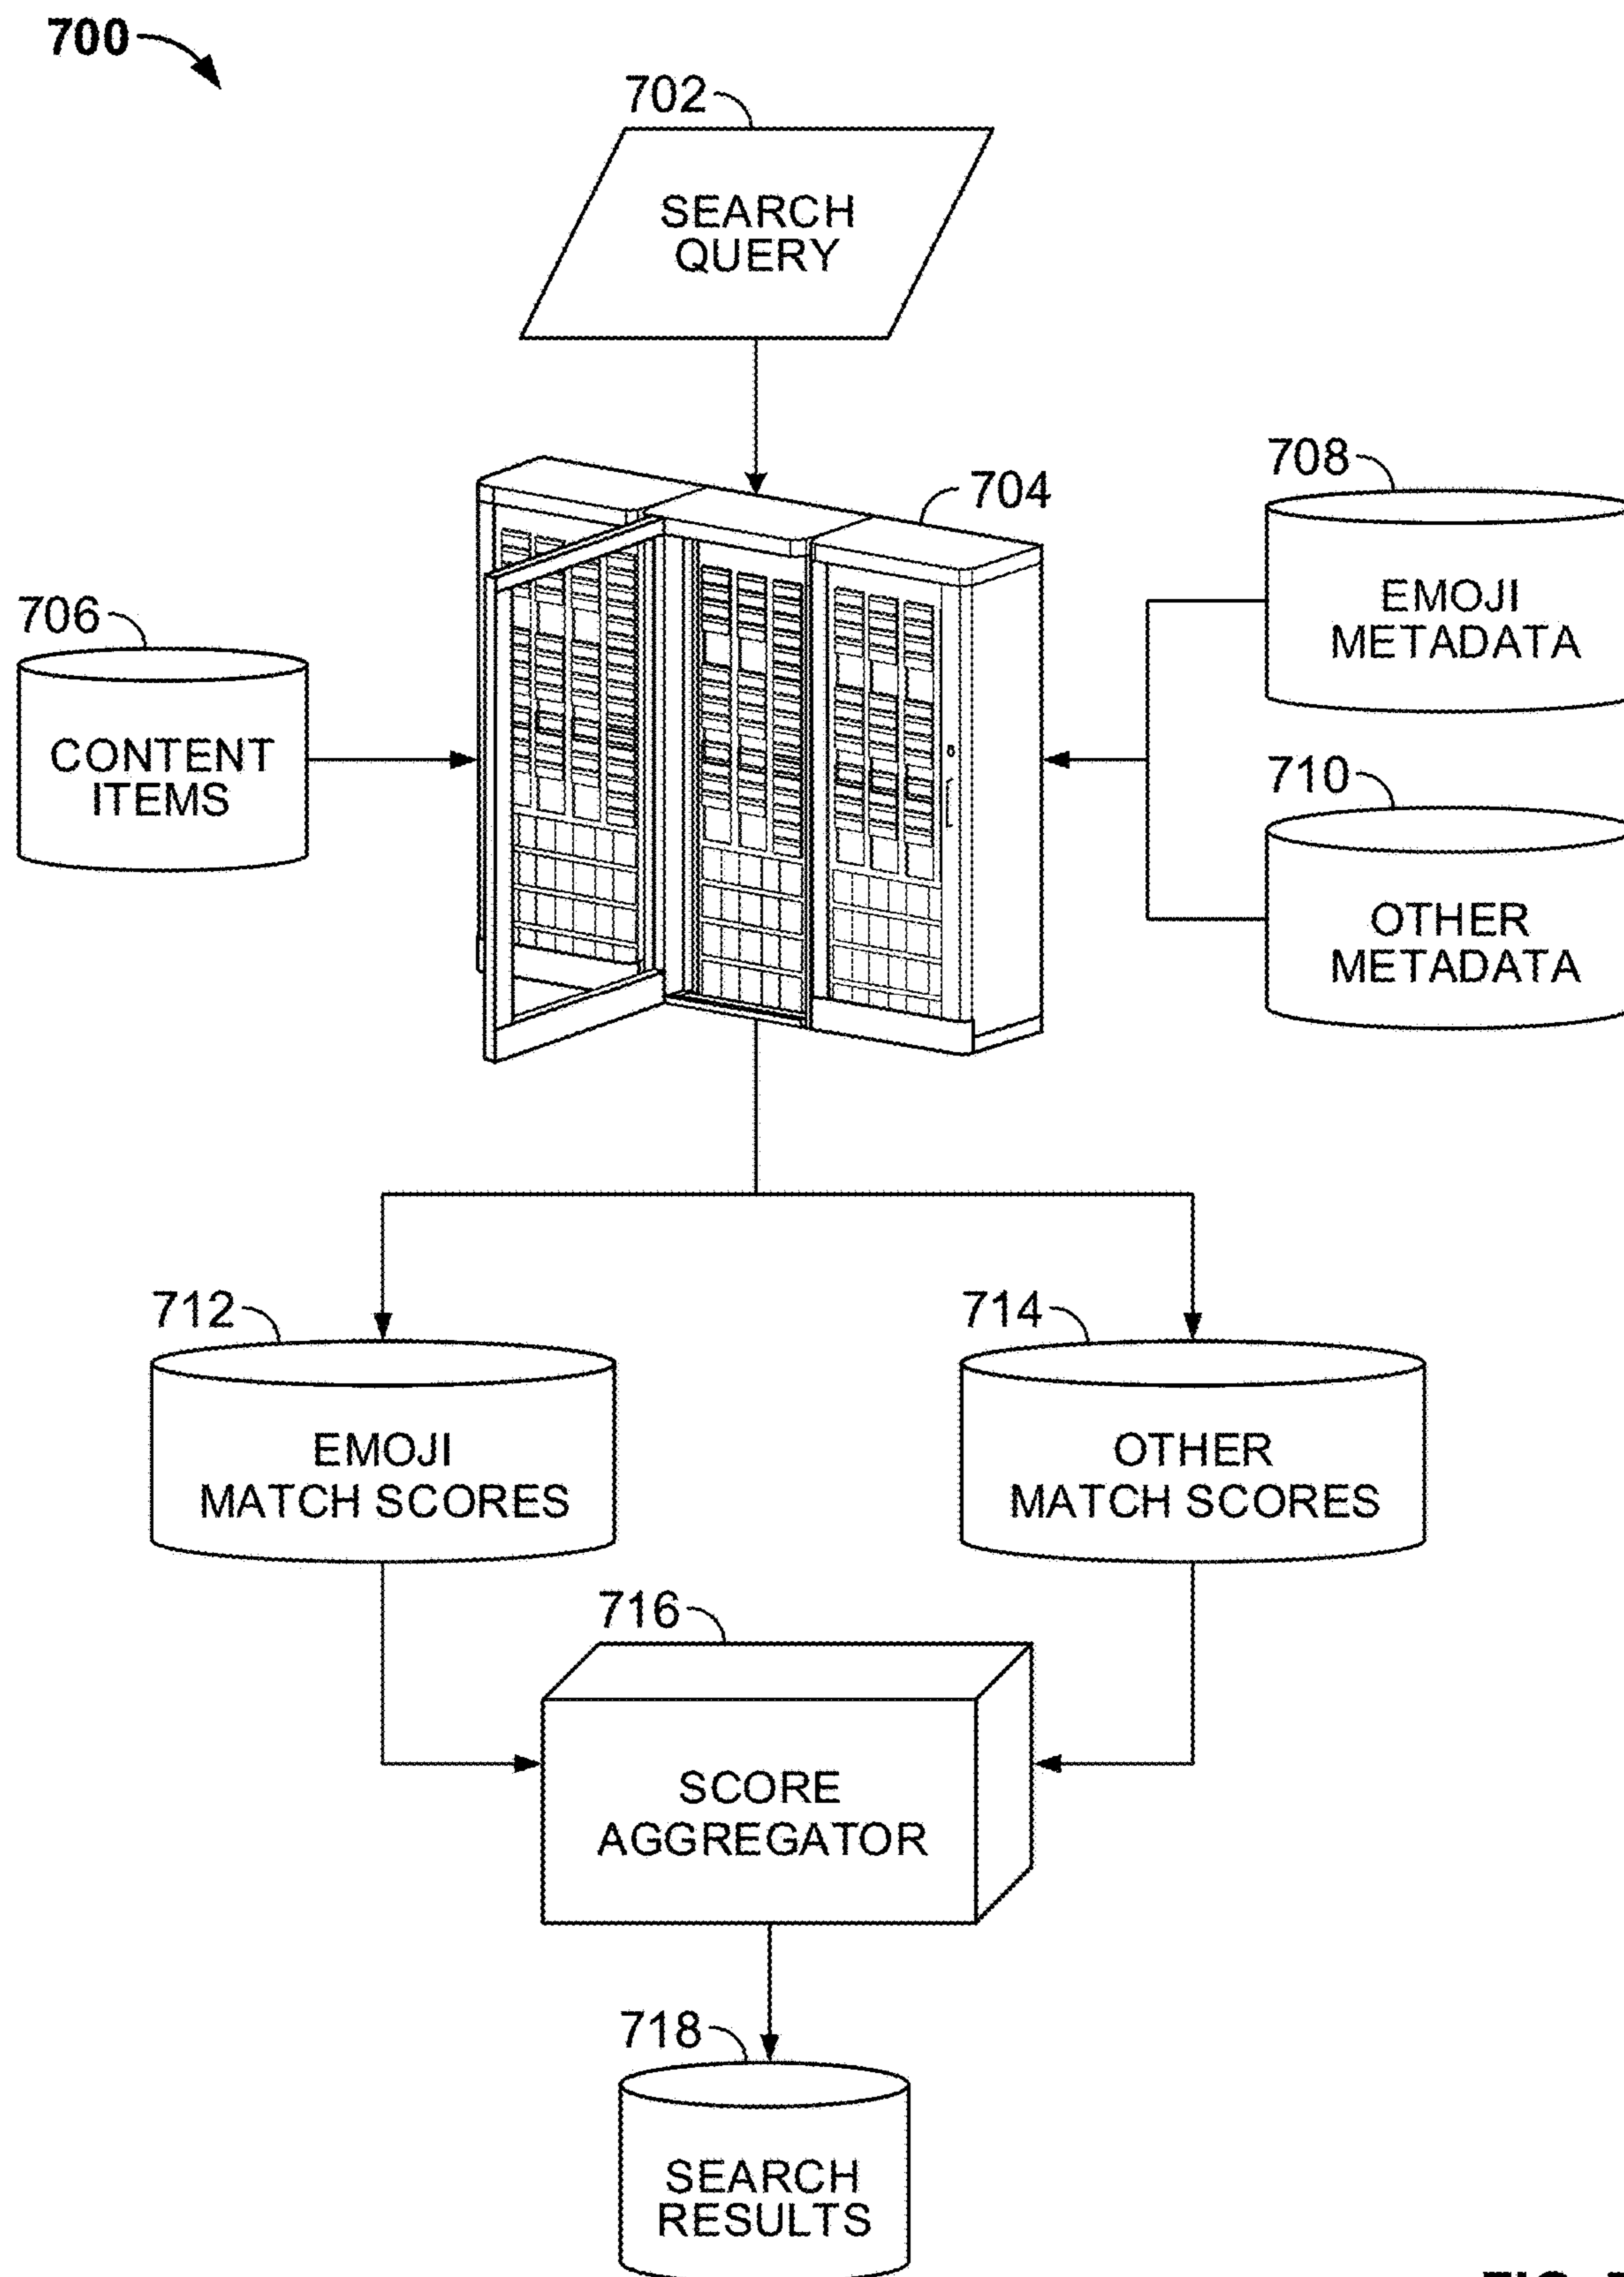 700
702
SEARCH
QUERY
704
708
EMOJI
METADATA
706
CONTENT
ITEMS
710
OTHER
METADATA
712
EMOJI
MATCH SCORES
714
OTHER
MATCH SCORES
716
SCORE
AGGREGATOR
718
SEARCH
RESULTS